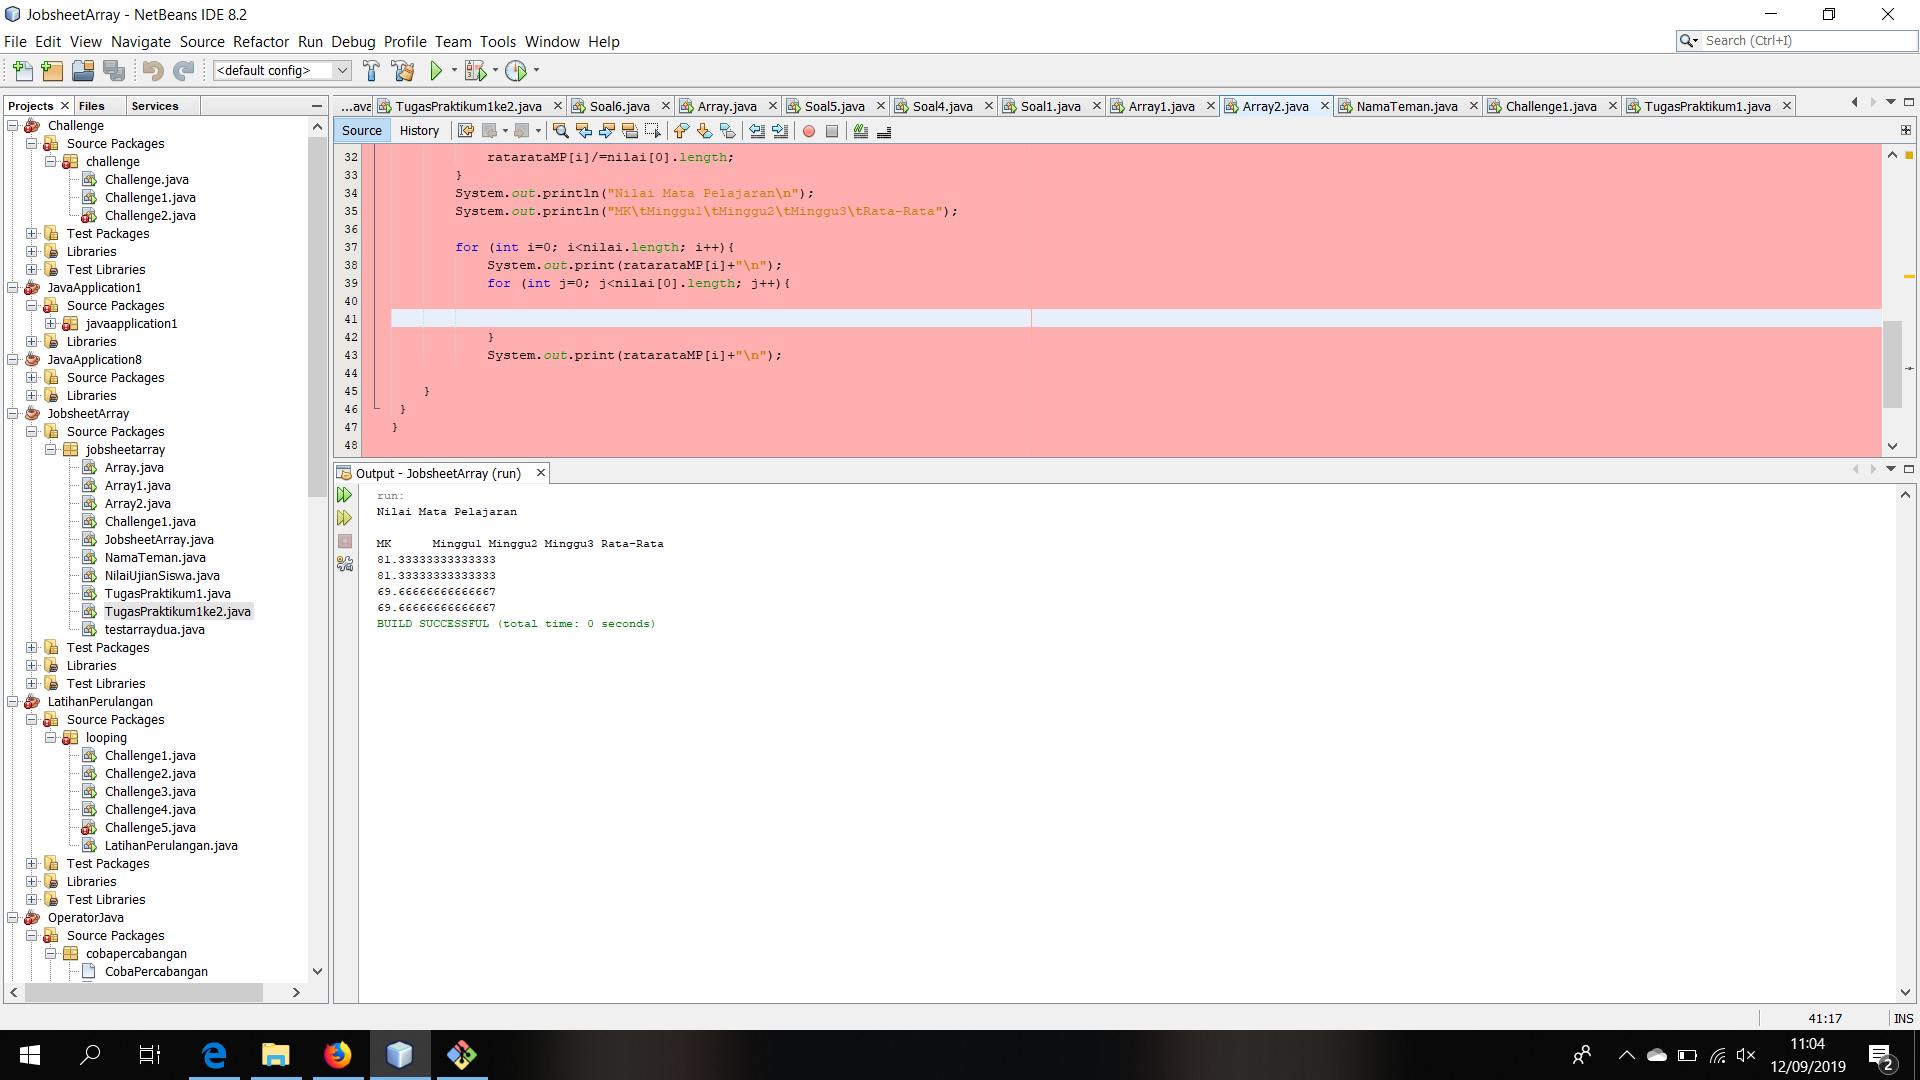 JobsheetArray - NetBeans IDE 8.2
File Edit View Navigate Source Refactor Run Debug Profile Team Tools Window Help
Search (Ctrl+I)
<default config>
Projects Files Services
Challenge
Source Packages
challenge
Challenge.java
Challenge1.java
Challenge2.java
Test Packages
Libraries
Test Libraries
JavaApplication1
Source Packages
javaapplication1
Libraries
JavaApplication8
Source Packages
Libraries
JobsheetArray
Source Packages
jobsheetarray
Array.java
Array1.java
Array2.java
Challenge1.java
JobsheetArray.java
NamaTeman.java
NilaiUjianSiswa.java
TugasPraktikum1.java
TugasPraktikum1ke2.java
testarraydua.java
Test Packages
Libraries
Test Libraries
LatihanPerulangan
Source Packages
looping
Challenge1.java
Challenge2.java
Challenge3.java
Challenge4.java
Challenge5.java
LatihanPerulangan.java
Test Packages
Libraries
Test Libraries
OperatorJava
Source Packages
cobapercabangan
CobaPercabangan
...ava TugasPraktikum1ke2.java Soal6.java Array.java Soal5.java Soal4.java Soal1.java Array1.java Array2.java NamaTeman.java Challenge1.java TugasPraktikum1.java
Source History
32 ratarataMP[i]/=nilai[0].length;
33 }
34 System.out.println("Nilai Mata Pelajaran\n");
35 System.out.println("MK\tMinggu1\tMinggu2\tMinggu3\tRata-Rata");
36
37 for (int i=0; i<nilai.length; i++){
38 System.out.print(ratarataMP[i]+"\n");
39 for (int j=0; j<nilai[0].length; j++){
40
41
42 }
43 System.out.print(ratarataMP[i]+"\n");
44
45 }
46 }
47 }
48
Output - JobsheetArray (run)
run:
Nilai Mata Pelajaran
MK Minggu1 Minggu2 Minggu3 Rata-Rata
81.33333333333333
81.33333333333333
69.66666666666667
69.66666666666667
BUILD SUCCESSFUL (total time: 0 seconds)
41:17 INS
11:04
12/09/2019
2